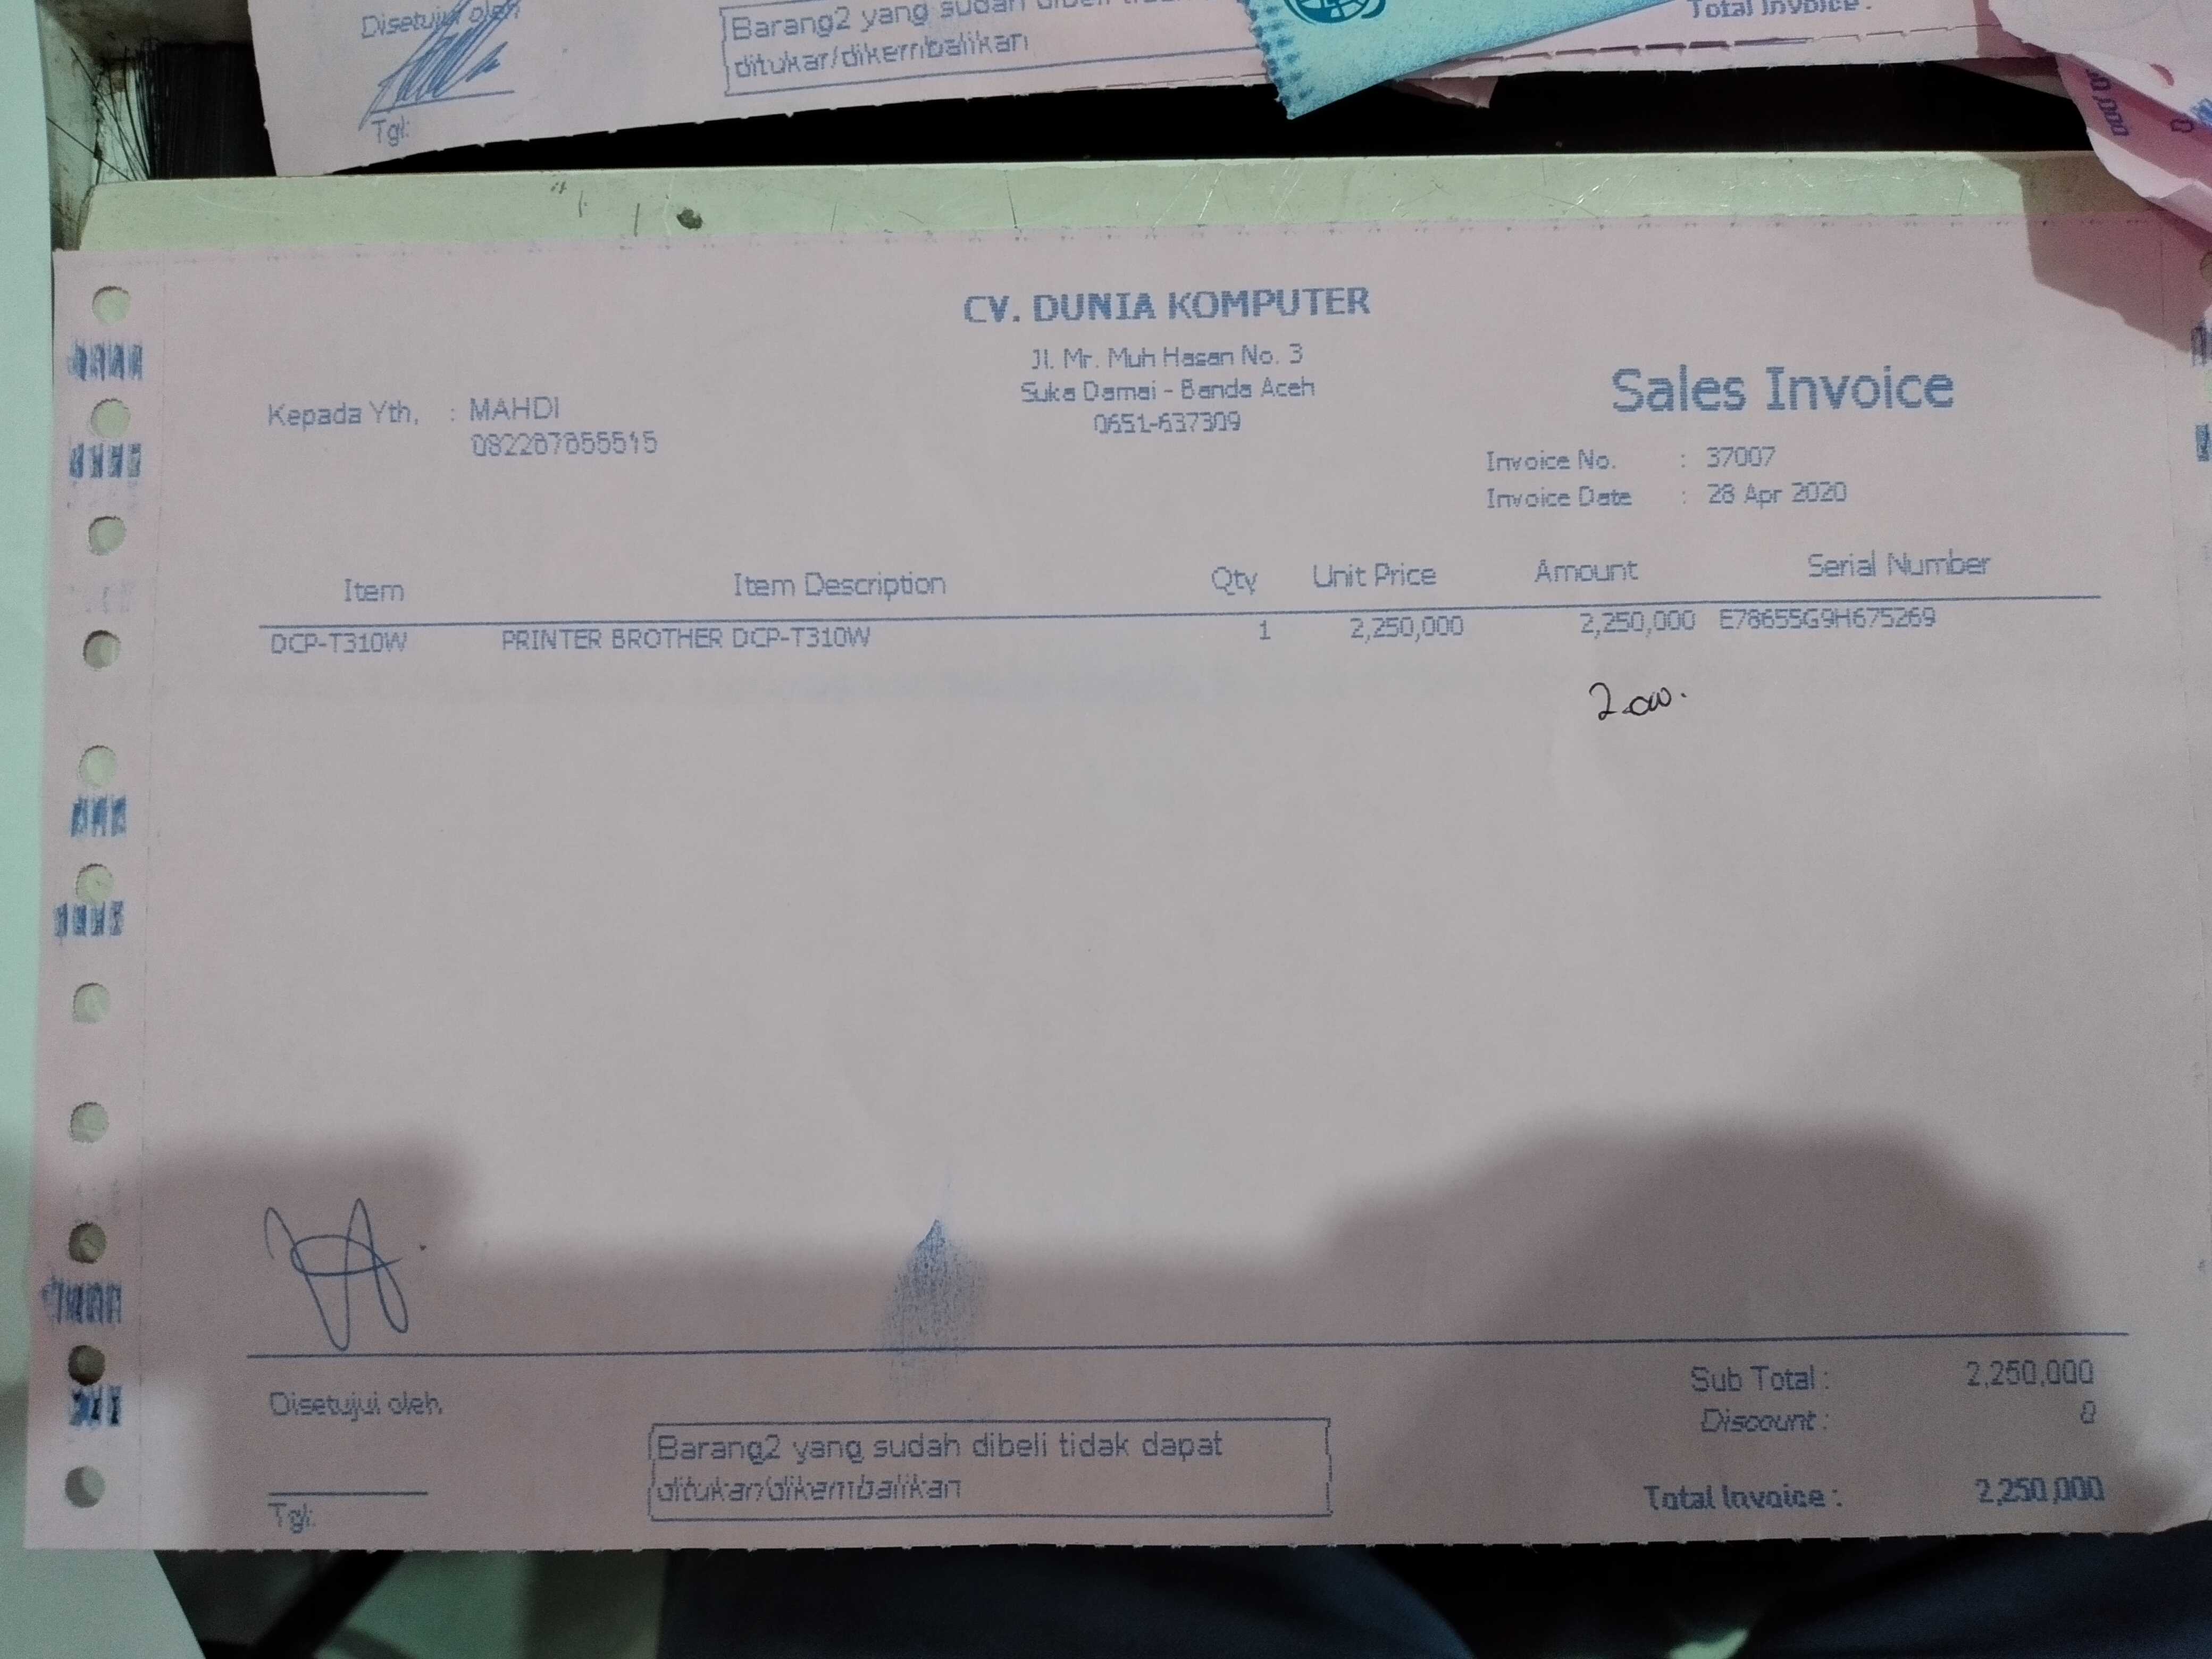 Disetujui oleh
Barang2 yang sudah dibeli
ditukar/dikembalikan
Total Invoice :
Tgl:
CV. DUNIA KOMPUTER
Jl. Mr. Muh Hasan No. 3
Suka Damai - Banda Aceh
0651-637309
Sales Invoice
Kepada Yth, : MAHDI
082267855515
Invoice No. : 37007
Invoice Date : 28 Apr 2020
Item Item Description Qty Unit Price Amount Serial Number
DCP-T310W PRINTER BROTHER DCP-T310W 1 2,250,000 2,250,000 E78655G9H675269
Disetujui oleh.
Tgl:
Barang2 yang sudah dibeli tidak dapat
ditukar/dikembalikan
Sub Total : 2,250,000
Discount : 0
Total Invoice : 2,250,000